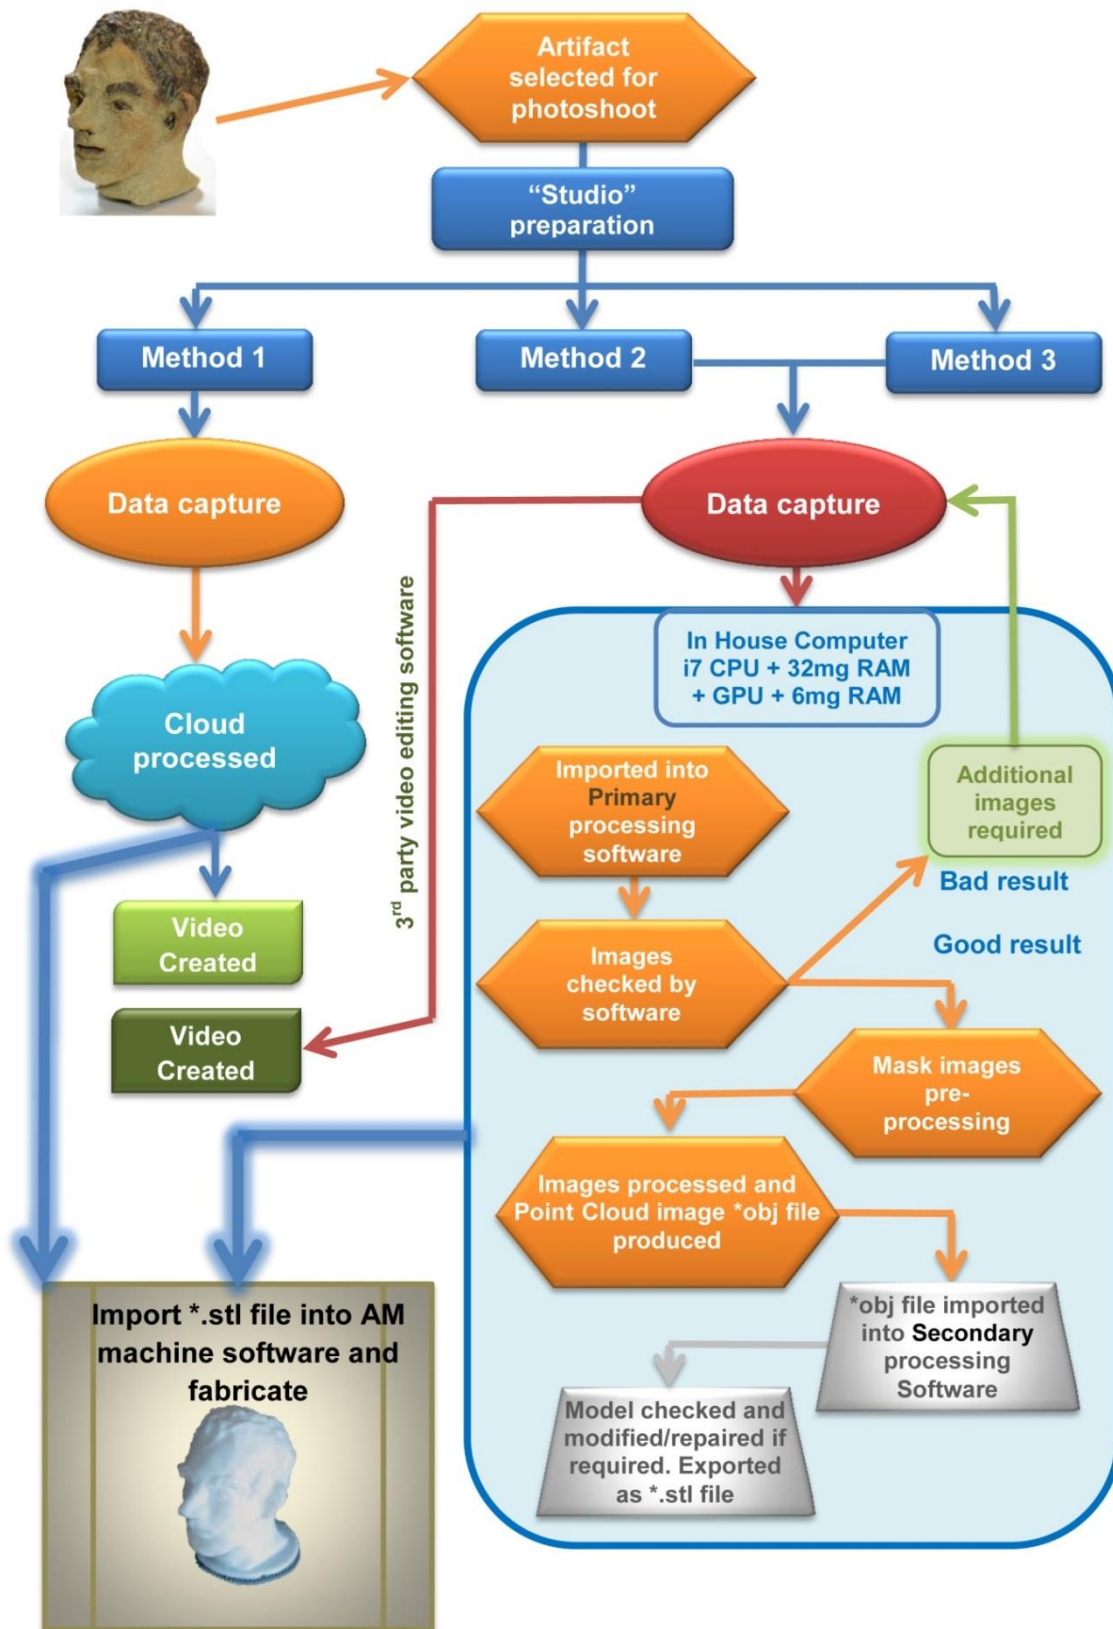 Artifact
selected for
photoshoot
“Studio”
preparation
Method 1
Method 2
Method 3
Data capture
Data capture
3rd party video editing software
In House Computer
i7 CPU + 32mg RAM
+ GPU + 6mg RAM
Cloud
processed
Imported into
Primary
processing
software
Additional
images
required
Bad result
Good result
Video
Created
Images
checked by
software
Video
Created
Mask images
pre-
processing
Images processed and
Point Cloud image *obj file
produced
Import *.stl file into AM
machine software and
fabricate
*obj file imported
into Secondary
processing
Software
Model checked and
modified/repaired if
required. Exported
as *.stl file